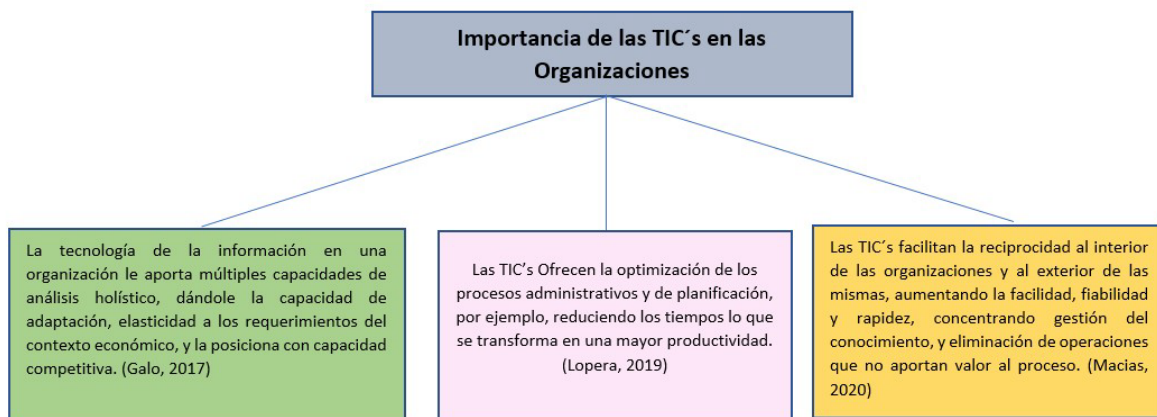 Importancia de las TIC´s en las
Organizaciones
La tecnología de la información en una
organización le aporta múltiples capacidades de
análisis holístico, dándole la capacidad de
adaptación, elasticidad a los requerimientos del
contexto económico, y la posiciona con capacidad
competitiva. (Galo, 2017)
Las TIC’s Ofrecen la optimización de los
procesos administrativos y de planificación,
por ejemplo, reduciendo los tiempos lo que
se transforma en una mayor productividad.
(Lopera, 2019)
Las TIC´s facilitan la reciprocidad al interior
de las organizaciones y al exterior de las
mismas, aumentando la facilidad, fiabilidad
y rapidez, concentrando gestión del
conocimiento, y eliminación de operaciones
que no aportan valor al proceso. (Macias,
2020)